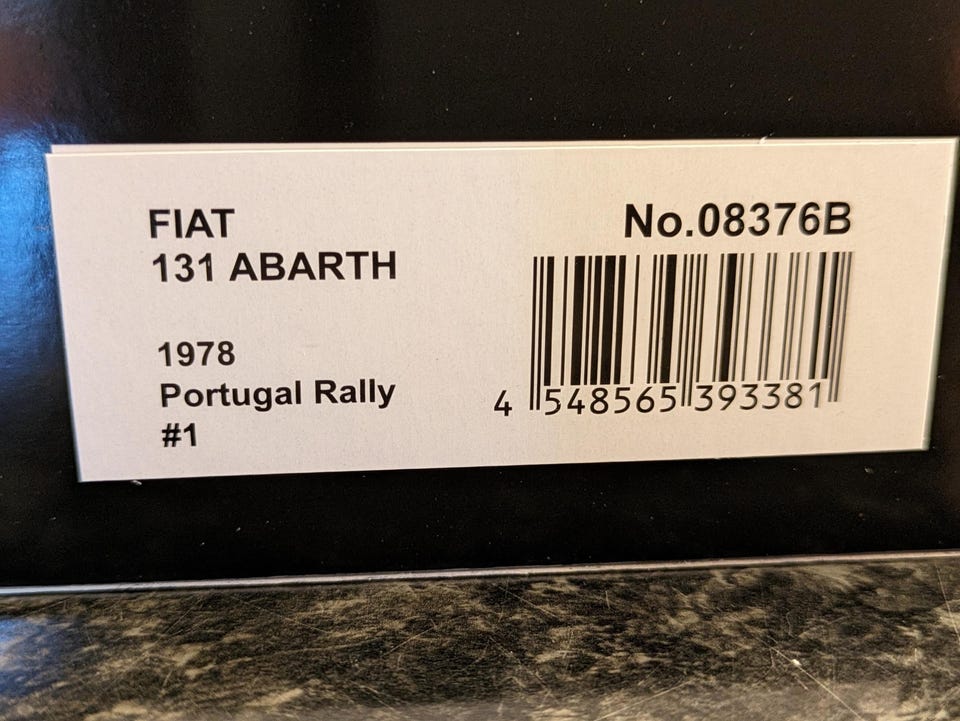 FIAT
131 ABARTH
1978
Portugal Rally
#1
No.08376B
4 548565 393381